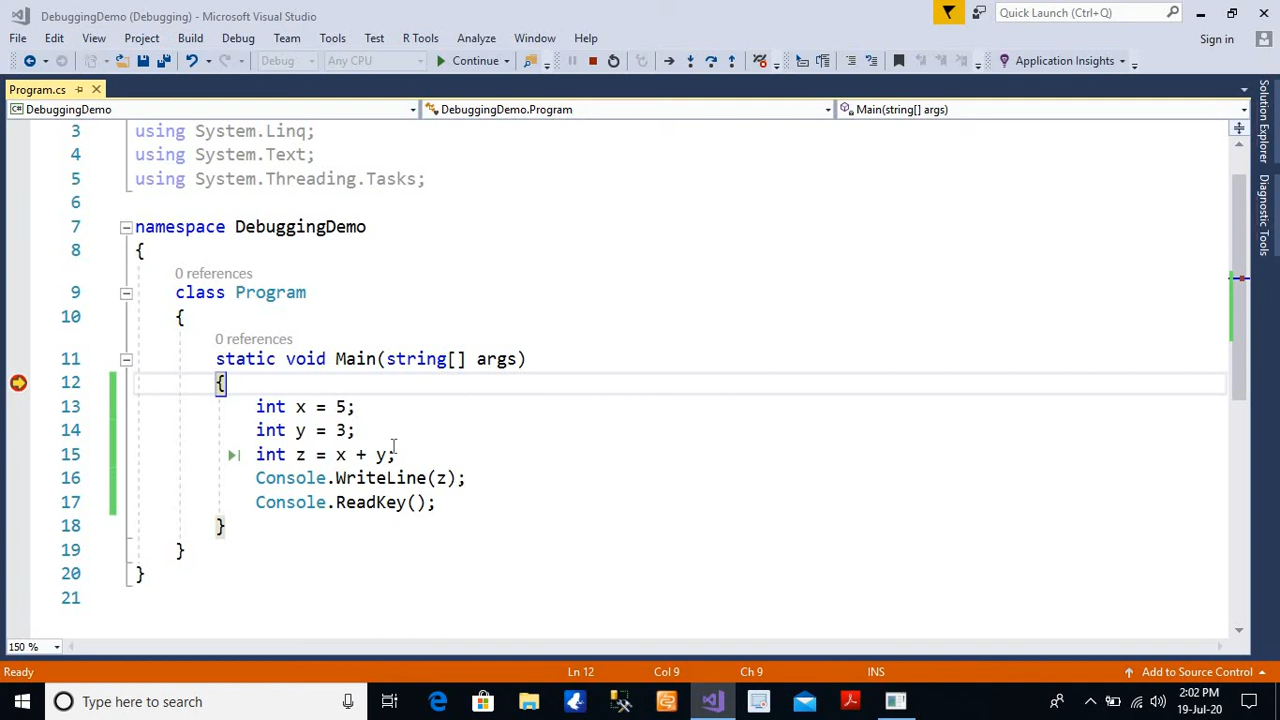 DebuggingDemo (Debugging) - Microsoft Visual Studio
Quick Launch (Ctrl+Q)
File Edit View Project Build Debug Team Tools Test R Tools Analyze Window Help
Sign in
Debug Any CPU Continue Application Insights
Program.cs
DebuggingDemo DebuggingDemo.Program Main(string[] args)
Solution Explorer
Diagnostic Tools
3 using System.Linq;
4 using System.Text;
5 using System.Threading.Tasks;
6
7 namespace DebuggingDemo
8 {
0 references
9 class Program
10 {
0 references
11 static void Main(string[] args)
12 {
13 int x = 5;
14 int y = 3;
15 int z = x + y;
16 Console.WriteLine(z);
17 Console.ReadKey();
18 }
19 }
20 }
21
150 %
Ready Ln 12 Col 9 Ch 9 INS Add to Source Control
Type here to search
2:02 PM
19-Jul-20